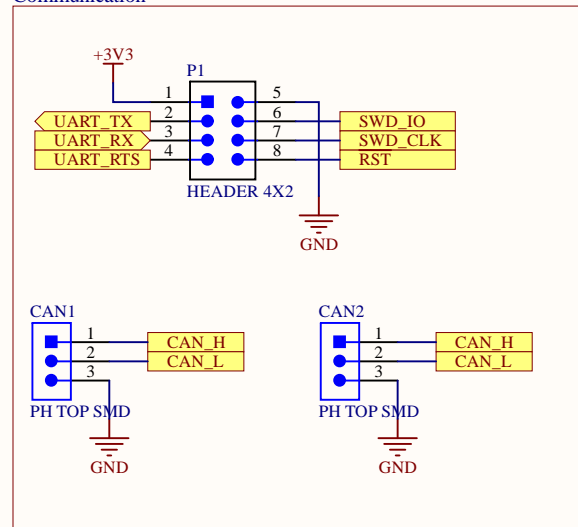 Communication
+3V3
P1
1 5
UART_TX 2 6 SWD_IO
UART_RX 3 7 SWD_CLK
UART_RTS 4 8 RST
HEADER 4X2
GND
CAN1 CAN2
1 CAN_H 1 CAN_H
2 CAN_L 2 CAN_L
3 3
PH TOP SMD PH TOP SMD
GND GND